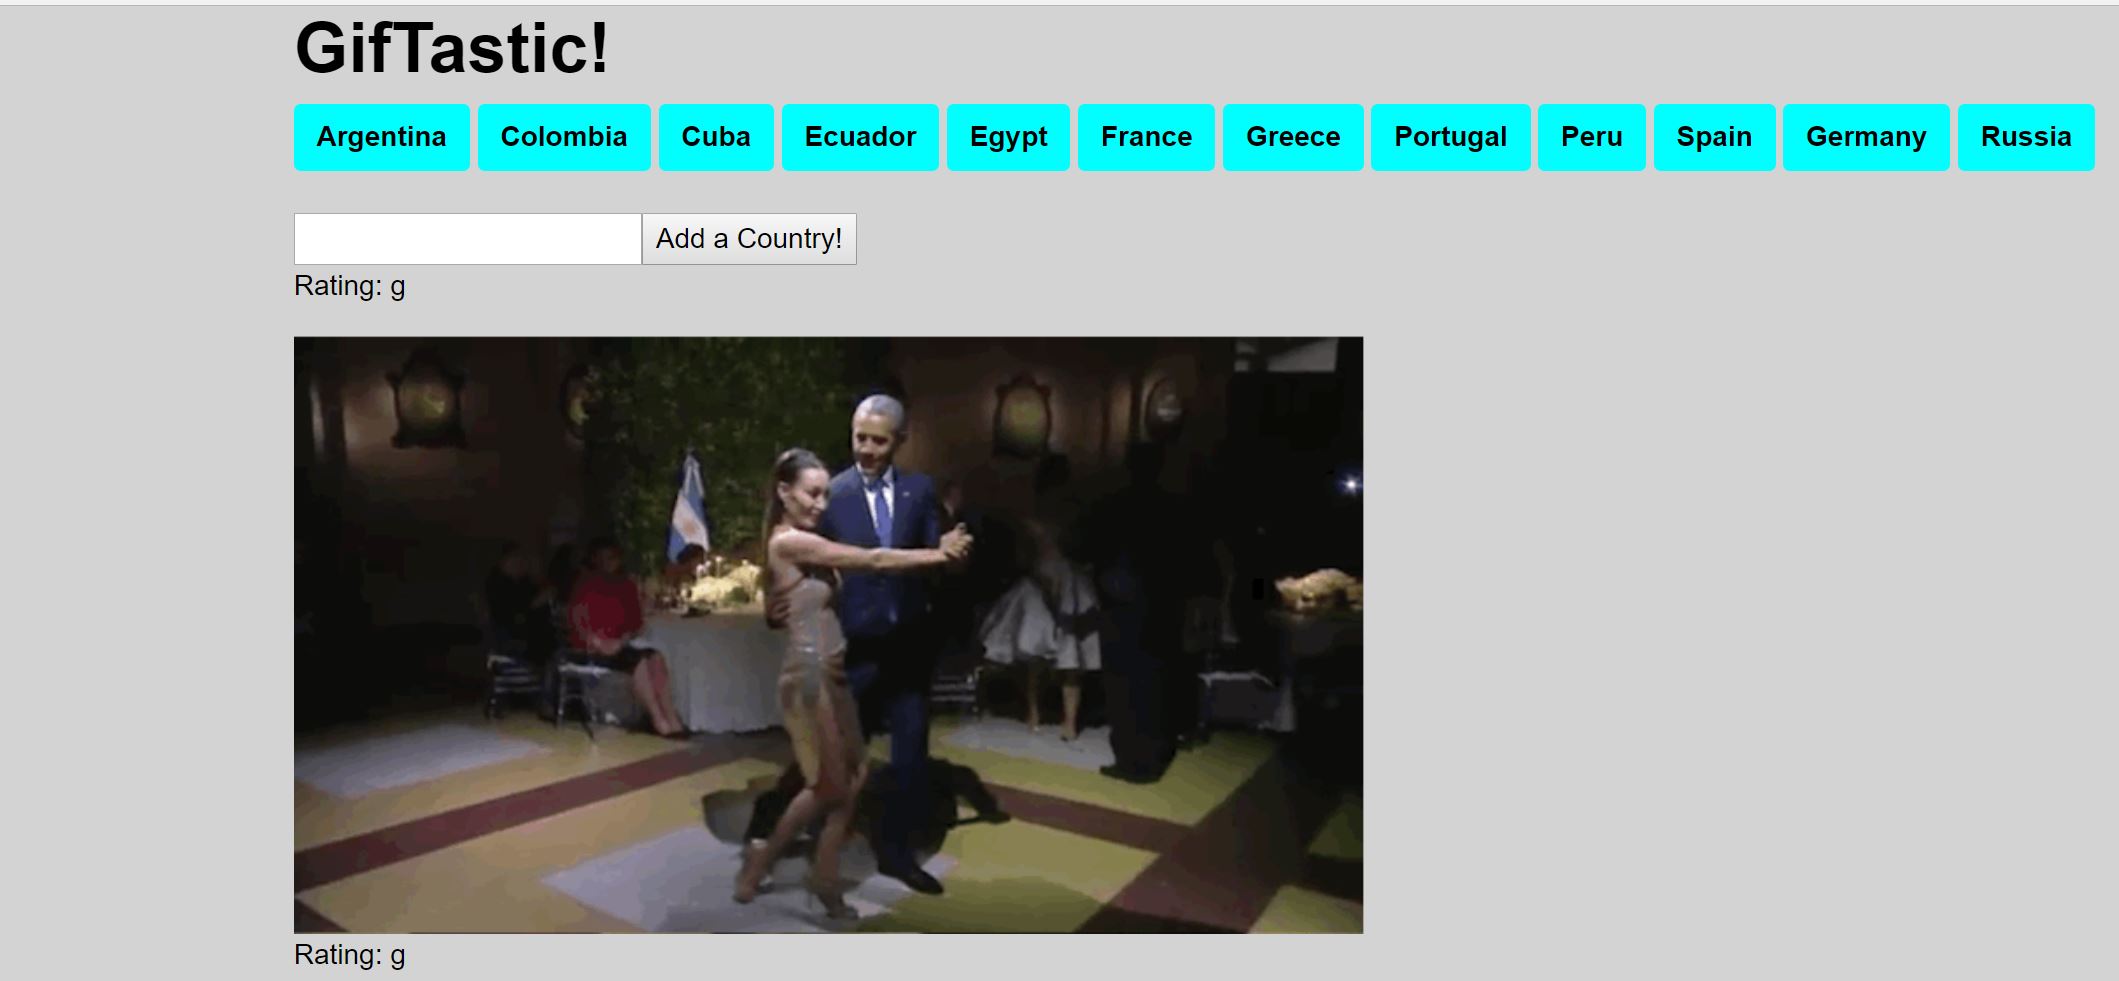 GifTastic!
Argentina Colombia Cuba Ecuador Egypt France Greece Portugal Peru Spain Germany Russia
Add a Country!
Rating: g
Rating: g